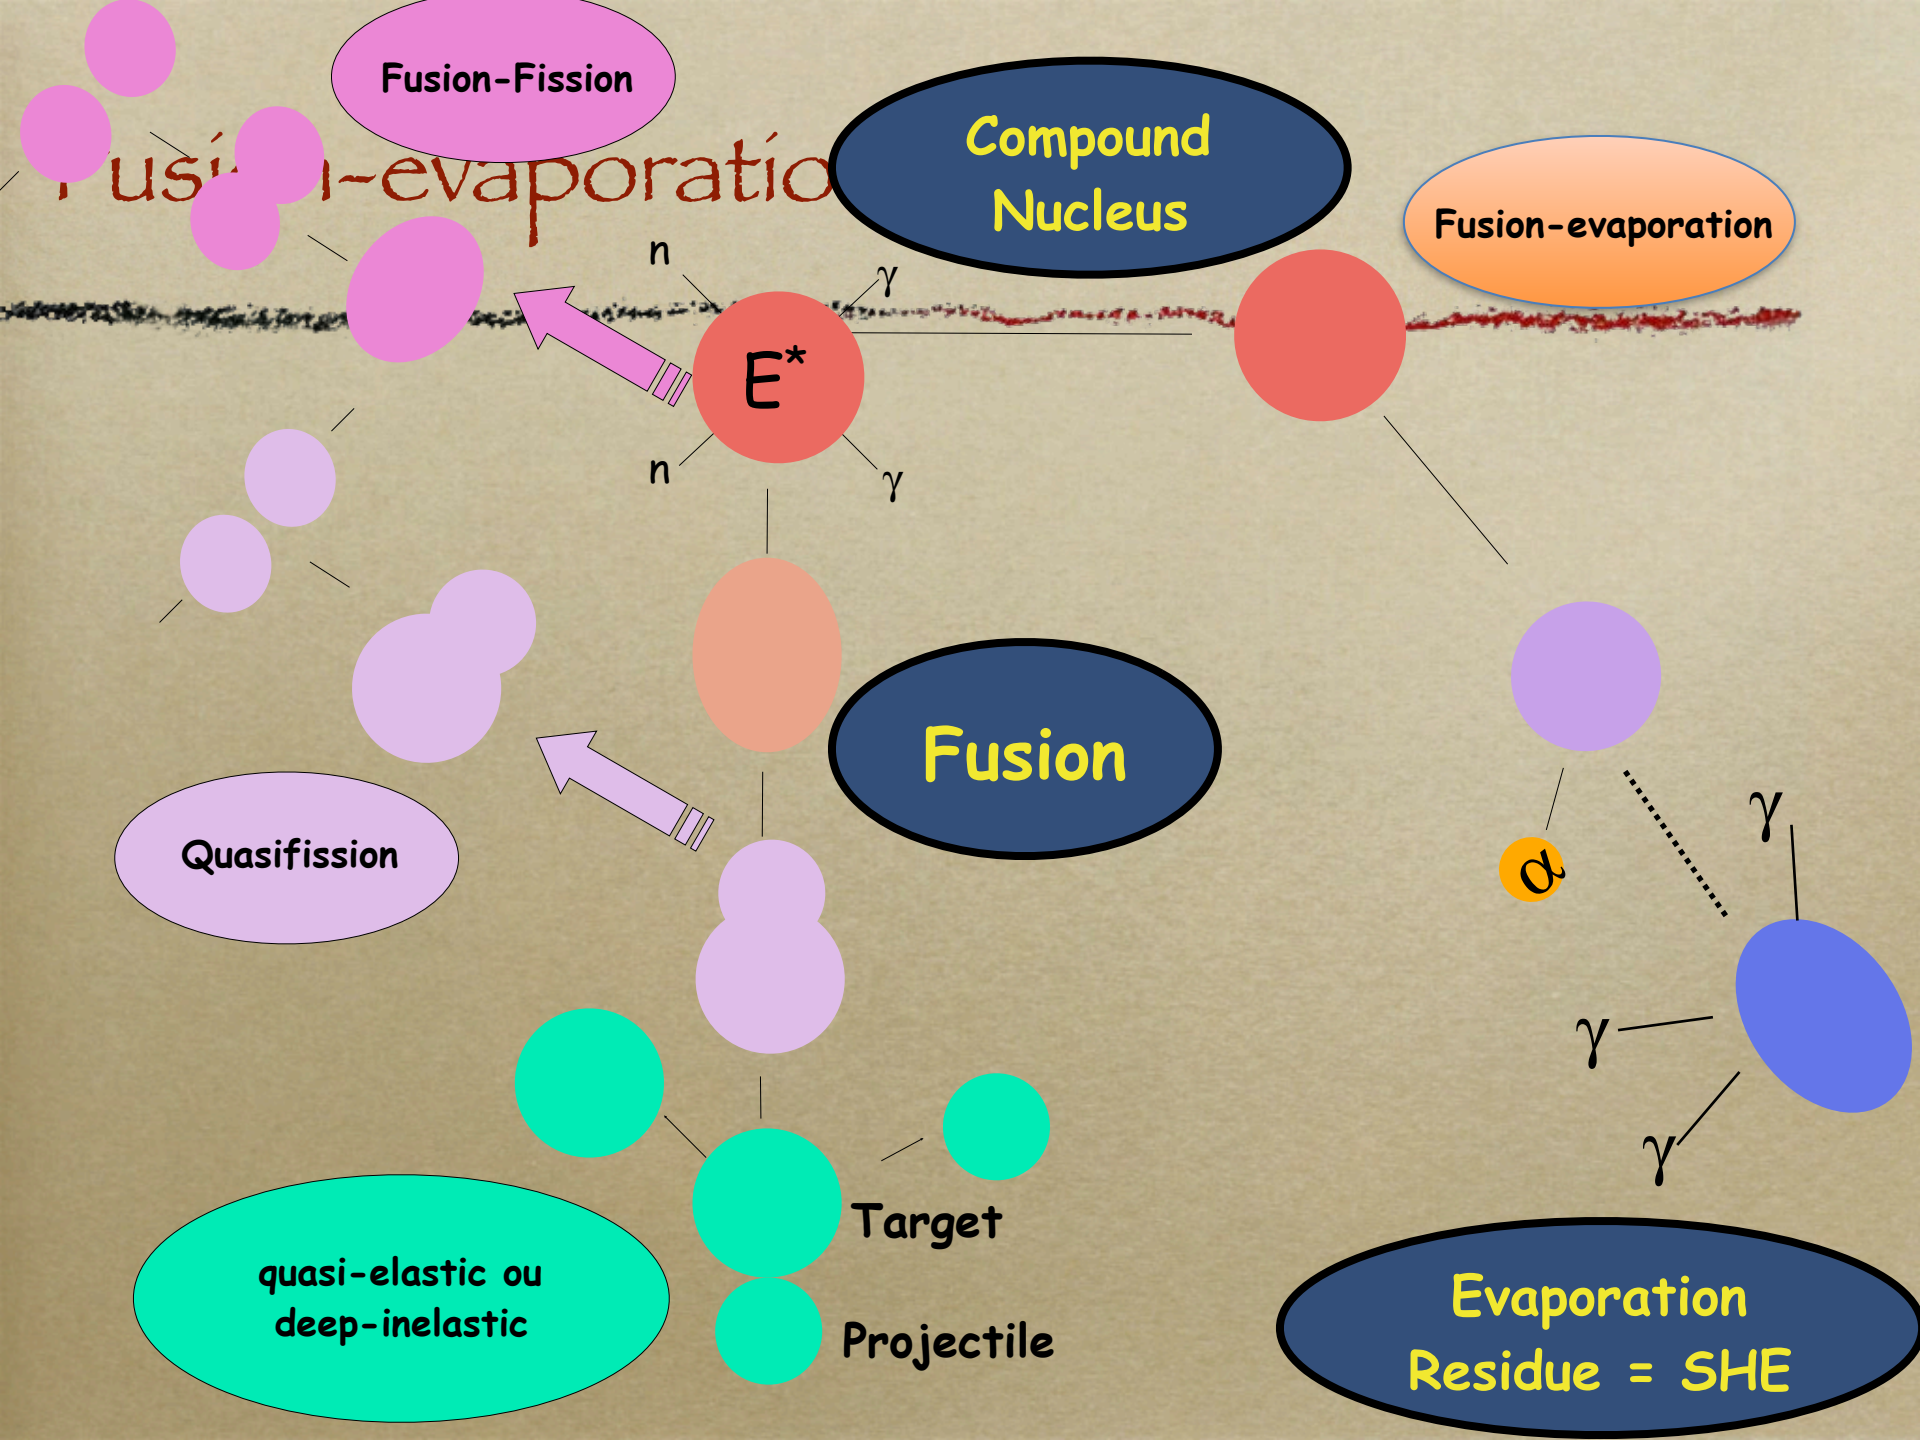 Fusion-Fission
Compound
Nucleus
Fusion-evaporation
n
γ
E*
n
γ
Fusion
Quasifission
γ
α
γ
γ
Target
quasi-elastic ou
deep-inelastic
Projectile
Evaporation
Residue = SHE